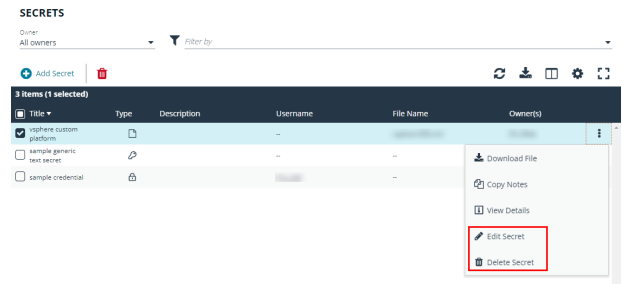 SECRETS
Owner
All owners
Filter by
Add Secret
3 items (1 selected)
Title Type Description Username File Name Owner(s)
vsphere custom
platform
--
sample generic
text secret
-- --
sample credential
--
Download File
Copy Notes
View Details
Edit Secret
Delete Secret